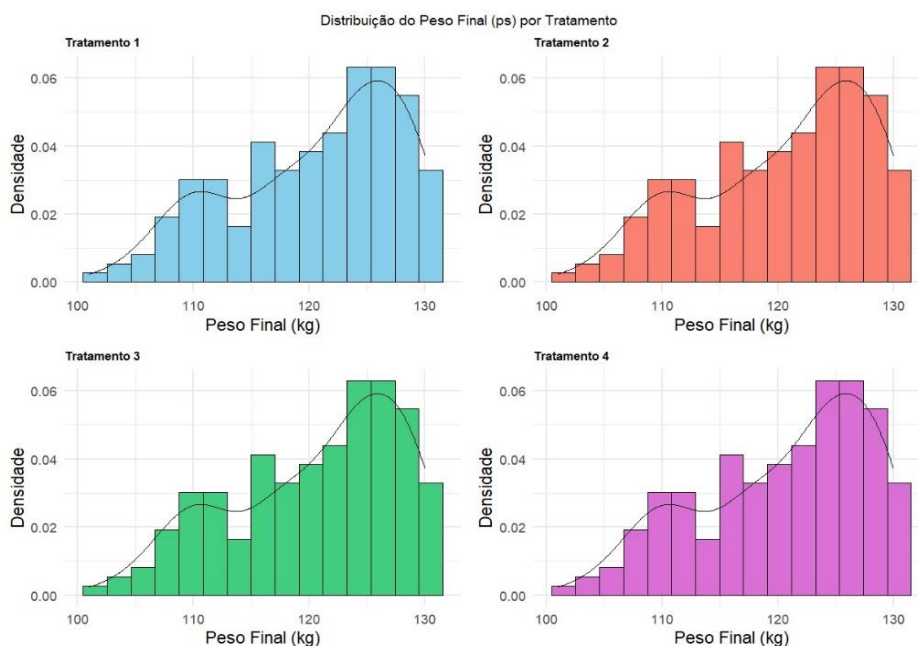 Distribuição do Peso Final (ps) por Tratamento
Tratamento 1
Densidade
0.06
0.04
0.02
0.00
100 110 120 130
Peso Final (kg)
Tratamento 2
Densidade
0.06
0.04
0.02
0.00
100 110 120 130
Peso Final (kg)
Tratamento 3
Densidade
0.06
0.04
0.02
0.00
100 110 120 130
Peso Final (kg)
Tratamento 4
Densidade
0.06
0.04
0.02
0.00
100 110 120 130
Peso Final (kg)